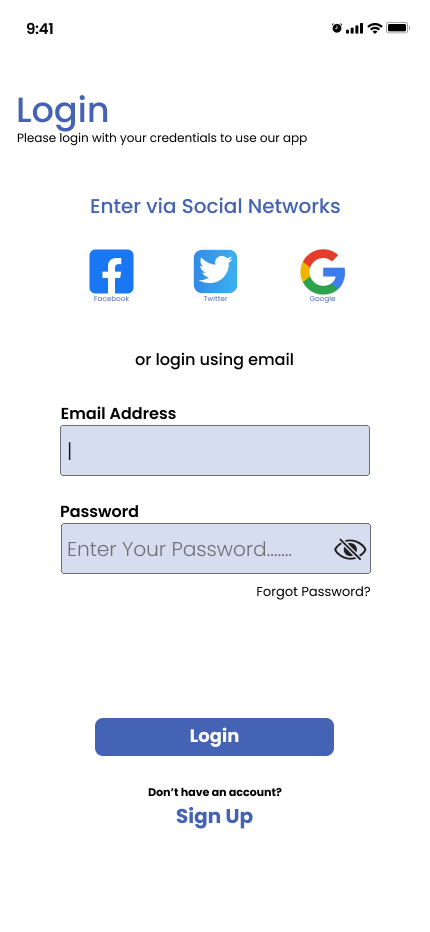 9:41
Login
Please login with your credentials to use our app
Enter via Social Networks
Facebook Twitter Google
or login using email
Email Address
Password
Enter Your Password.......
Forgot Password?
Login
Don’t have an account?
Sign Up